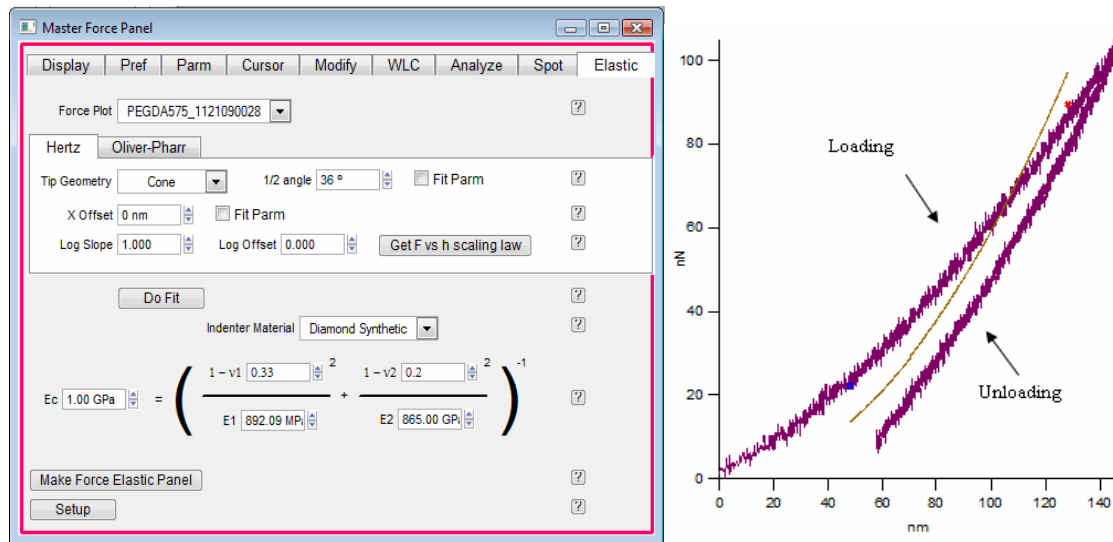 Master Force Panel
Display Pref Parm Cursor Modify WLC Analyze Spot Elastic
Force Plot PEGDA575_1121090028 ?
Hertz Oliver-Pharr
Tip Geometry Cone 1/2 angle 36 º Fit Parm ?
X Offset 0 nm Fit Parm ?
Log Slope 1.000 Log Offset 0.000 Get F vs h scaling law ?
Do Fit ?
Indenter Material Diamond Synthetic ?
1 − ν1 0.33 2 1 − ν2 0.2 2 -1
Ec 1.00 GPa = ( + ) ?
E1 892.09 MPa E2 865.00 GPa
Make Force Elastic Panel ?
Setup ?
100
80
60
40
20
0
nN
Loading
Unloading
0 20 40 60 80 100 120 140
nm